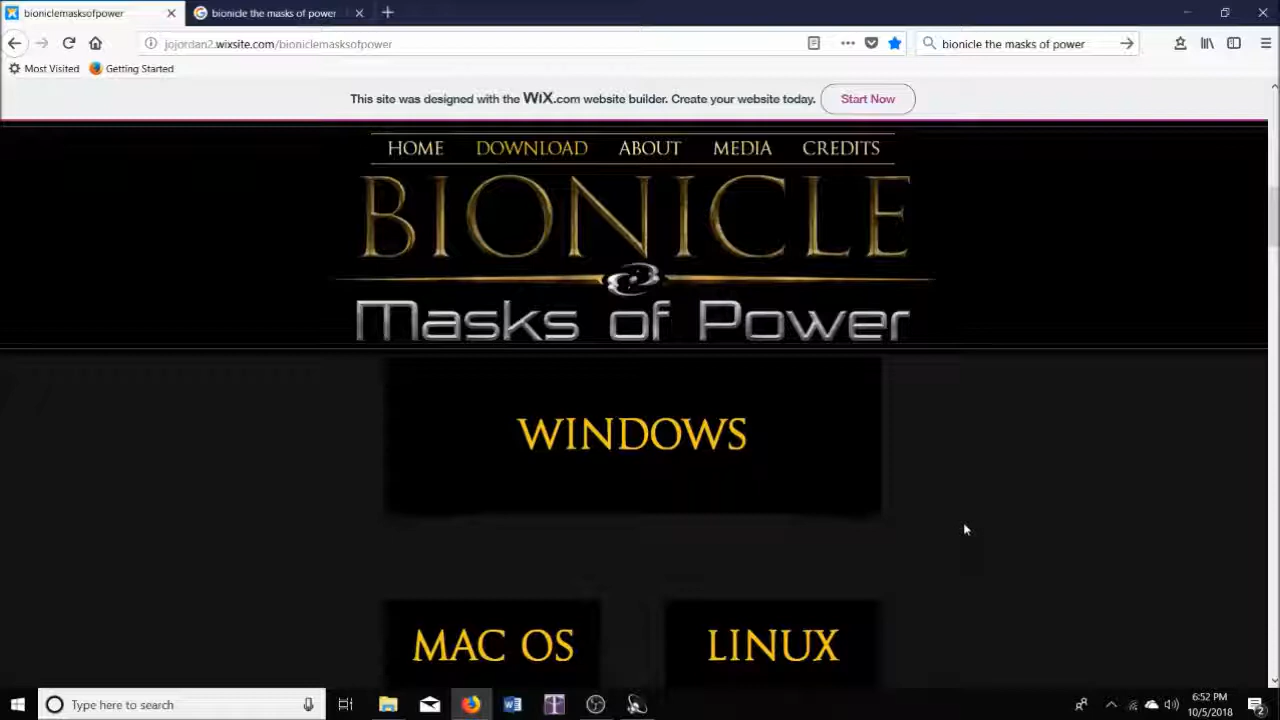 bioniclemasksofpower
bionicle the masks of power
jojordan2.wixsite.com/bioniclemasksofpower
bionicle the masks of power
Most Visited
Getting Started
This site was designed with the WiX.com website builder. Create your website today.
Start Now
HOME DOWNLOAD ABOUT MEDIA CREDITS
BIONICLE
Masks of Power
WINDOWS
MAC OS
LINUX
Type here to search
6:52 PM
10/5/2018
2